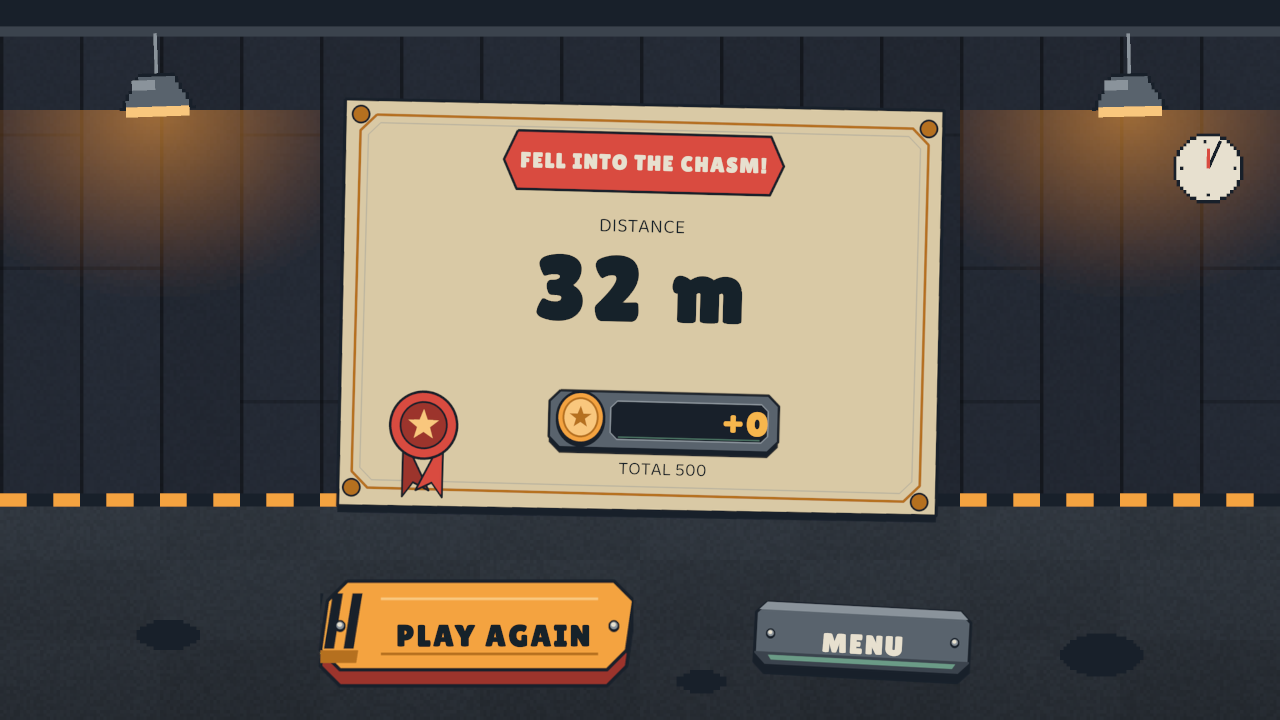 FELL INTO THE CHASM!
DISTANCE
32 m
+0
TOTAL 500
PLAY AGAIN
MENU